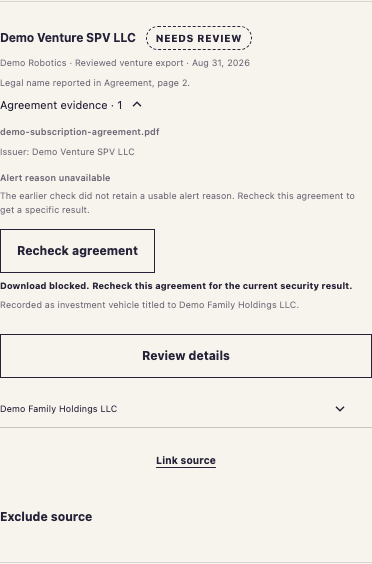 Demo Venture SPV LLC NEEDS REVIEW
Demo Robotics · Reviewed venture export · Aug 31, 2026
Legal name reported in Agreement, page 2.
Agreement evidence · 1
demo-subscription-agreement.pdf
Issuer: Demo Venture SPV LLC
Alert reason unavailable
The earlier check did not retain a usable alert reason. Recheck this agreement to
get a specific result.
Recheck agreement
Download blocked. Recheck this agreement for the current security result.
Recorded as investment vehicle titled to Demo Family Holdings LLC.
Review details
Demo Family Holdings LLC
Link source
Exclude source